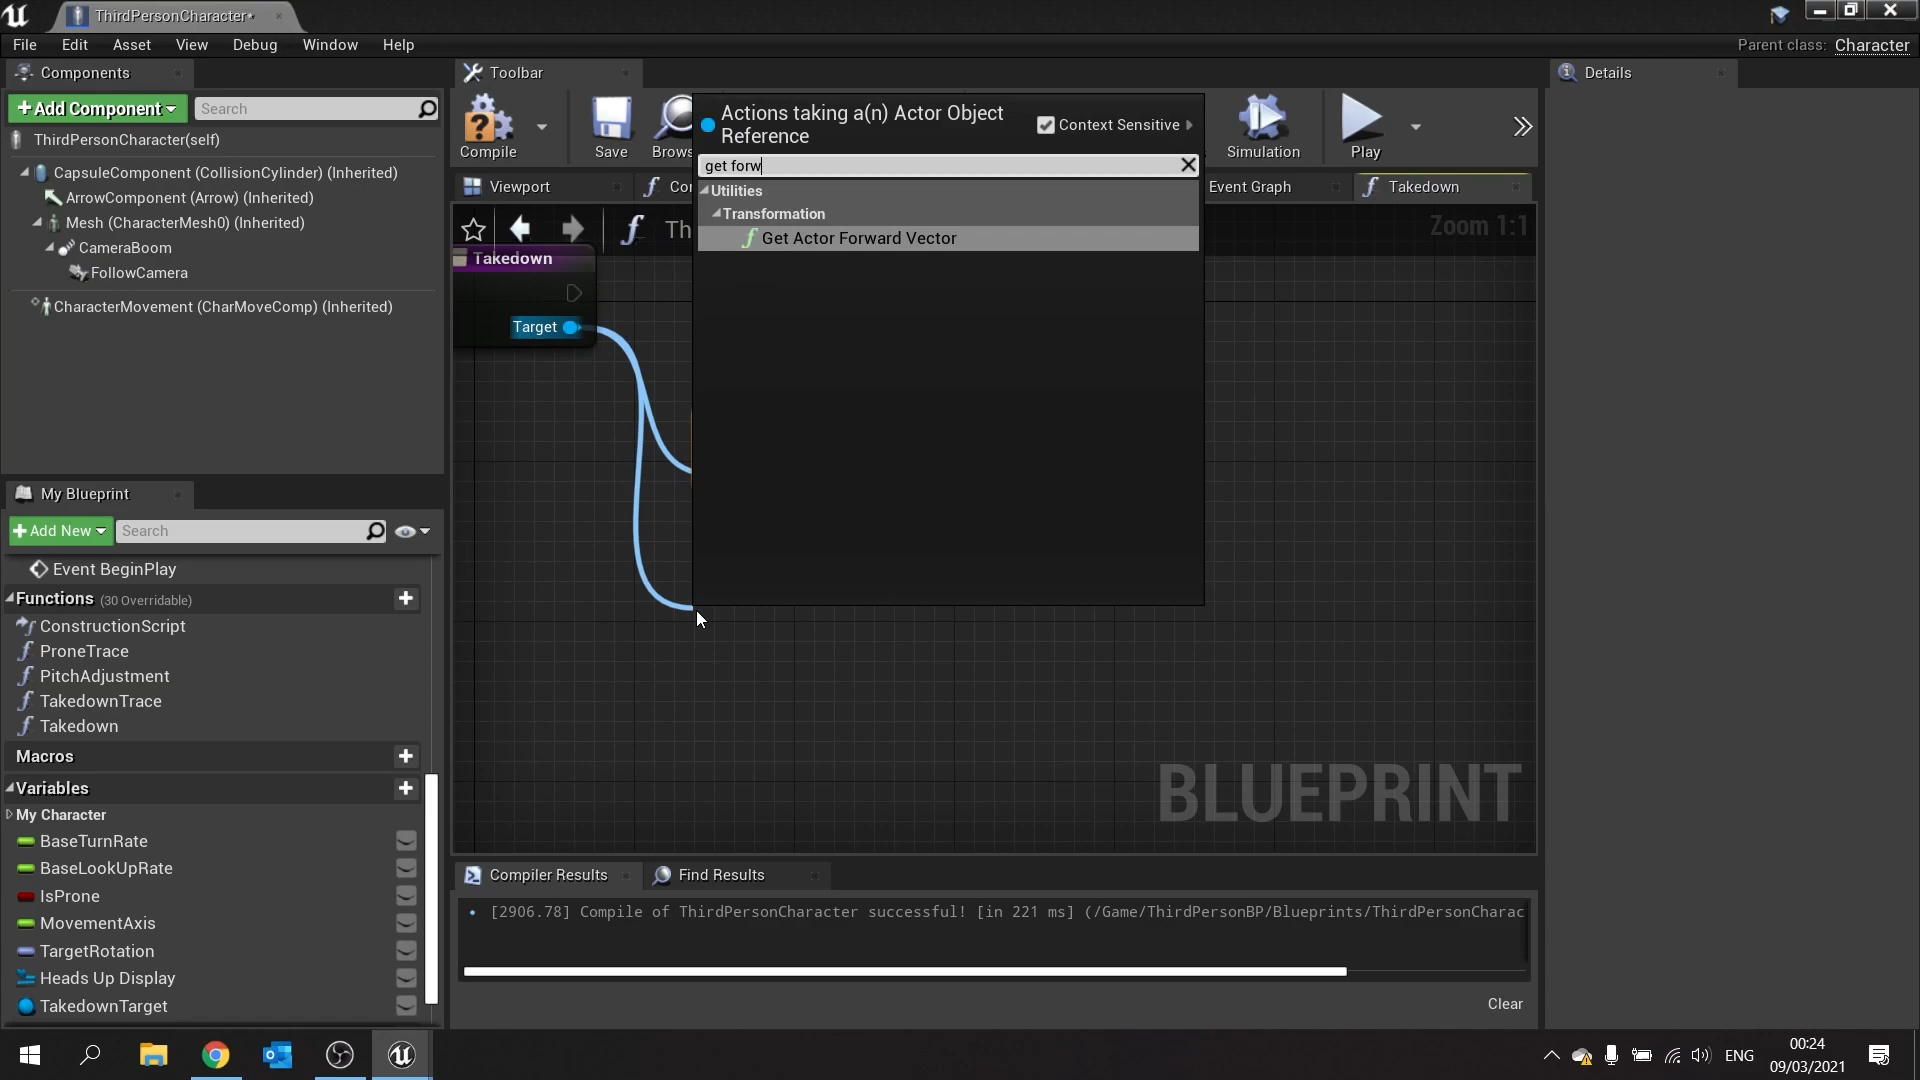 ThirdPersonCharacter*
File Edit Asset View Debug Window Help
Parent class: Character
Components
+Add Component
Search
ThirdPersonCharacter(self)
CapsuleComponent (CollisionCylinder) (Inherited)
ArrowComponent (Arrow) (Inherited)
Mesh (CharacterMesh0) (Inherited)
CameraBoom
FollowCamera
CharacterMovement (CharMoveComp) (Inherited)
My Blueprint
+Add New
Search
Event BeginPlay
Functions (30 Overridable)
ConstructionScript
ProneTrace
PitchAdjustment
TakedownTrace
Takedown
Macros
Variables
My Character
BaseTurnRate
BaseLookUpRate
IsProne
MovementAxis
TargetRotation
Heads Up Display
TakedownTarget
Toolbar
Compile
Save
Brows
Simulation
Play
Viewport
Event Graph
Takedown
Zoom 1:1
Takedown
Target
Actions taking a(n) Actor Object
Reference
Context Sensitive
get forw
Utilities
Transformation
Get Actor Forward Vector
BLUEPRINT
Compiler Results
Find Results
[2906.78] Compile of ThirdPersonCharacter successful! [in 221 ms] (/Game/ThirdPersonBP/Blueprints/ThirdPersonCharac
Clear
Details
ENG
00:24
09/03/2021